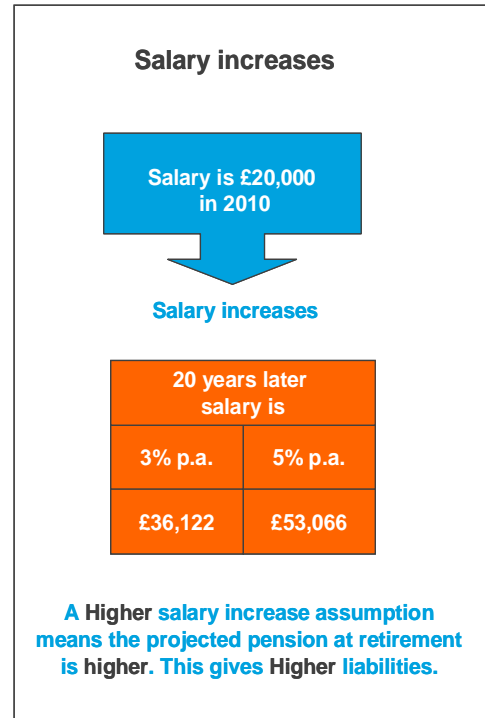 Salary increases
Salary is £20,000
in 2010
Salary increases
20 years later
salary is
3% p.a.
5% p.a.
£36,122
£53,066
A Higher salary increase assumption
means the projected pension at retirement
is higher. This gives Higher liabilities.